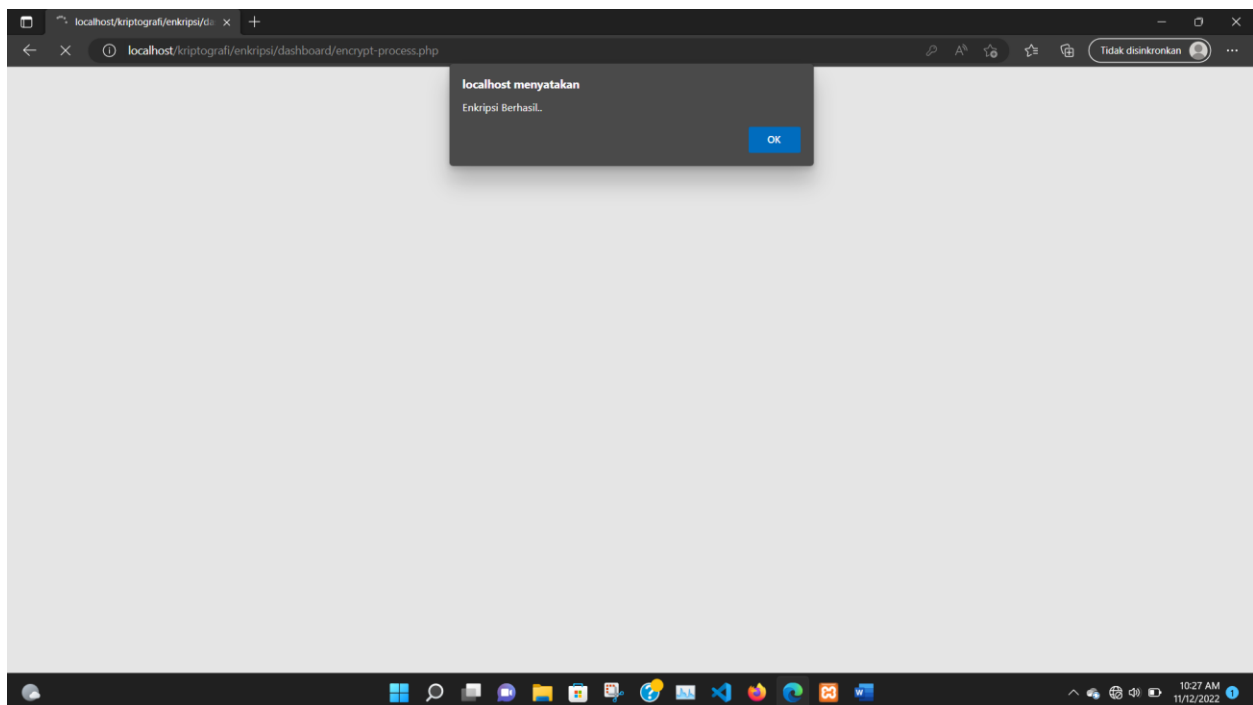 localhost/kriptografi/enkripsi/da
localhost/kriptografi/enkripsi/dashboard/encrypt-process.php
Tidak disinkronkan
localhost menyatakan
Enkripsi Berhasil..
OK
10:27 AM
11/12/2022
1